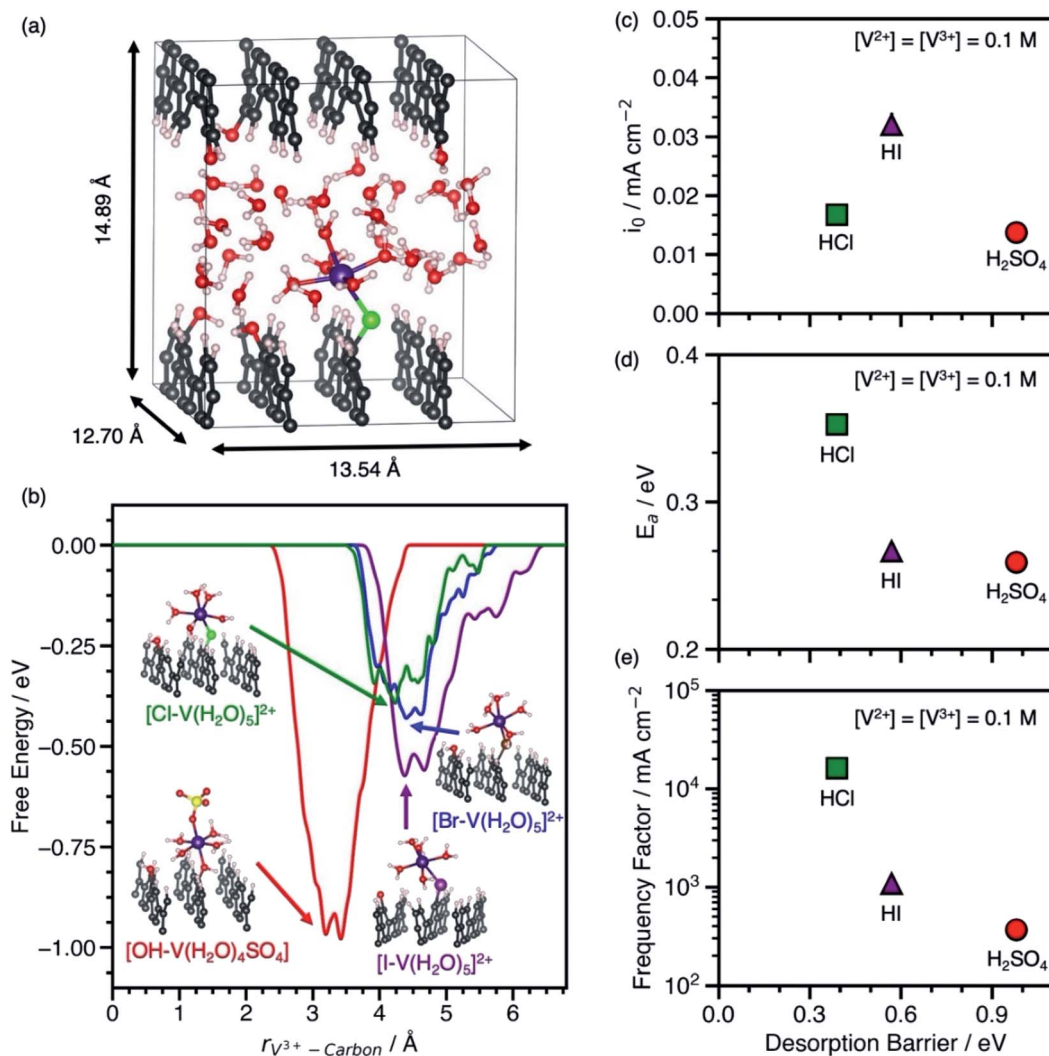 (a)
14.89 Å
12.70 Å
13.54 Å
(b)
Free Energy / eV
0.00
−0.25
−0.50
−0.75
−1.00
[Cl-V(H₂O)₅]²⁺
[Br-V(H₂O)₅]²⁺
[OH-V(H₂O)₄SO₄]
[I-V(H₂O)₅]²⁺
0 1 2 3 4 5 6
r_{V³⁺ − Carbon} / Å
(c)
[V²⁺] = [V³⁺] = 0.1 M
i₀ / mA cm⁻²
0.05
0.04
0.03
0.02
0.01
0.00
HI
HCl
H₂SO₄
(d)
[V²⁺] = [V³⁺] = 0.1 M
Eₐ / eV
0.4
0.3
0.2
HCl
HI
H₂SO₄
(e)
[V²⁺] = [V³⁺] = 0.1 M
Frequency Factor / mA cm⁻²
10⁵
10⁴
10³
10²
HCl
HI
H₂SO₄
0.0 0.3 0.6 0.9
Desorption Barrier / eV